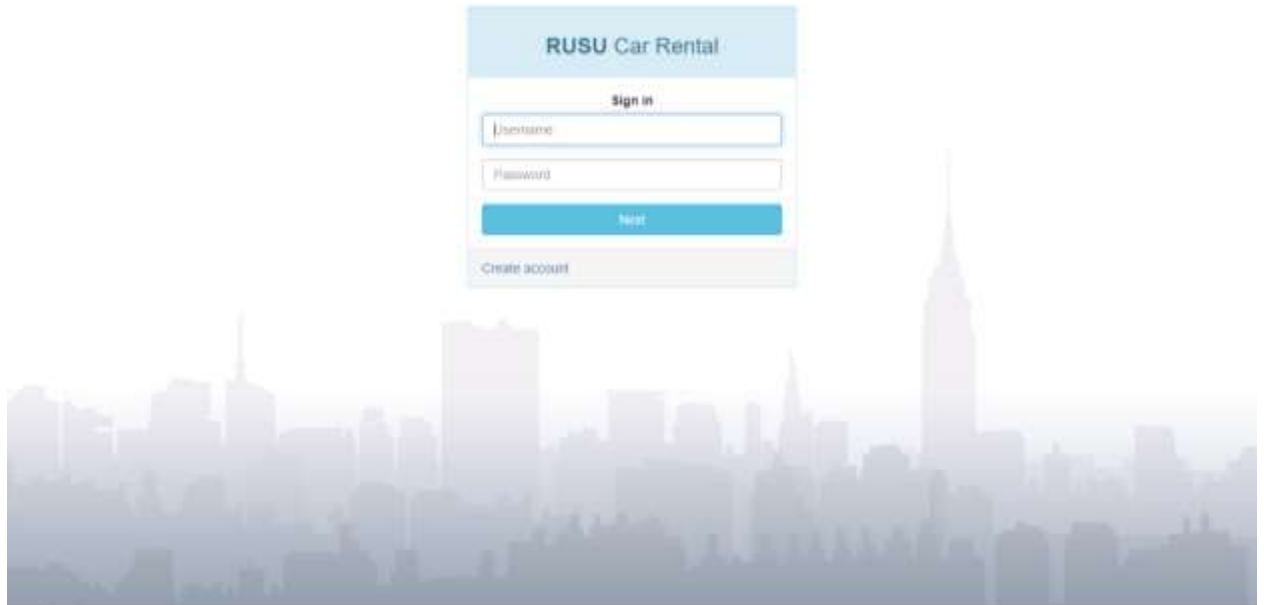 RUSU Car Rental
Sign in
Username
Password
Next
Create account